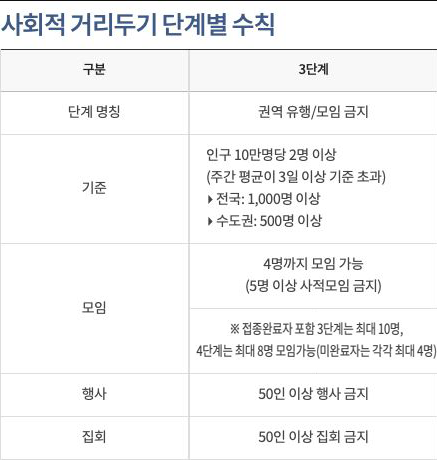 사회적 거리두기 단계별 수칙
구분
3단계
단계 명칭
권역 유행/모임 금지
기준
인구 10만명당 2명 이상
(주간 평균이 3일 이상 기준 초과)
▶ 전국: 1,000명 이상
▶ 수도권: 500명 이상
모임
4명까지 모임 가능
(5명 이상 사적모임 금지)
※ 접종완료자 포함 3단계는 최대 10명,
4단계는 최대 8명 모임가능(미완료자는 각각 최대 4명)
행사
50인 이상 행사 금지
집회
50인 이상 집회 금지